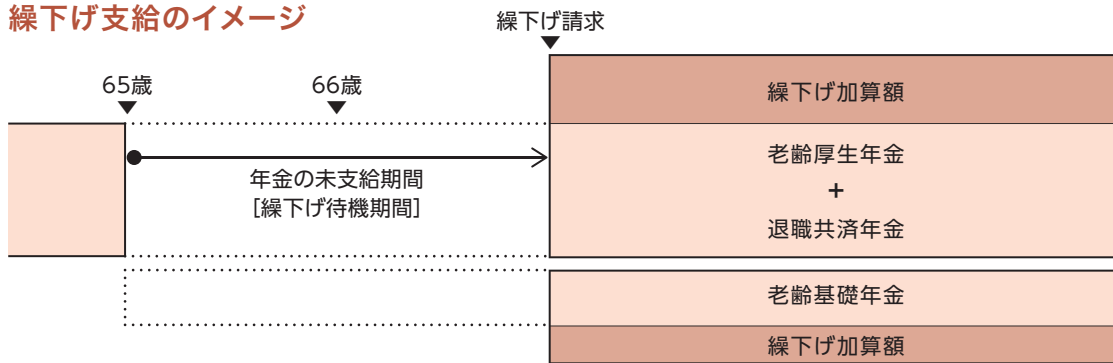 繰下げ支給のイメージ
繰下げ請求
65歳
66歳
年金の未支給期間
[繰下げ待機期間]
繰下げ加算額
老齢厚生年金
+
退職共済年金
老齢基礎年金
繰下げ加算額